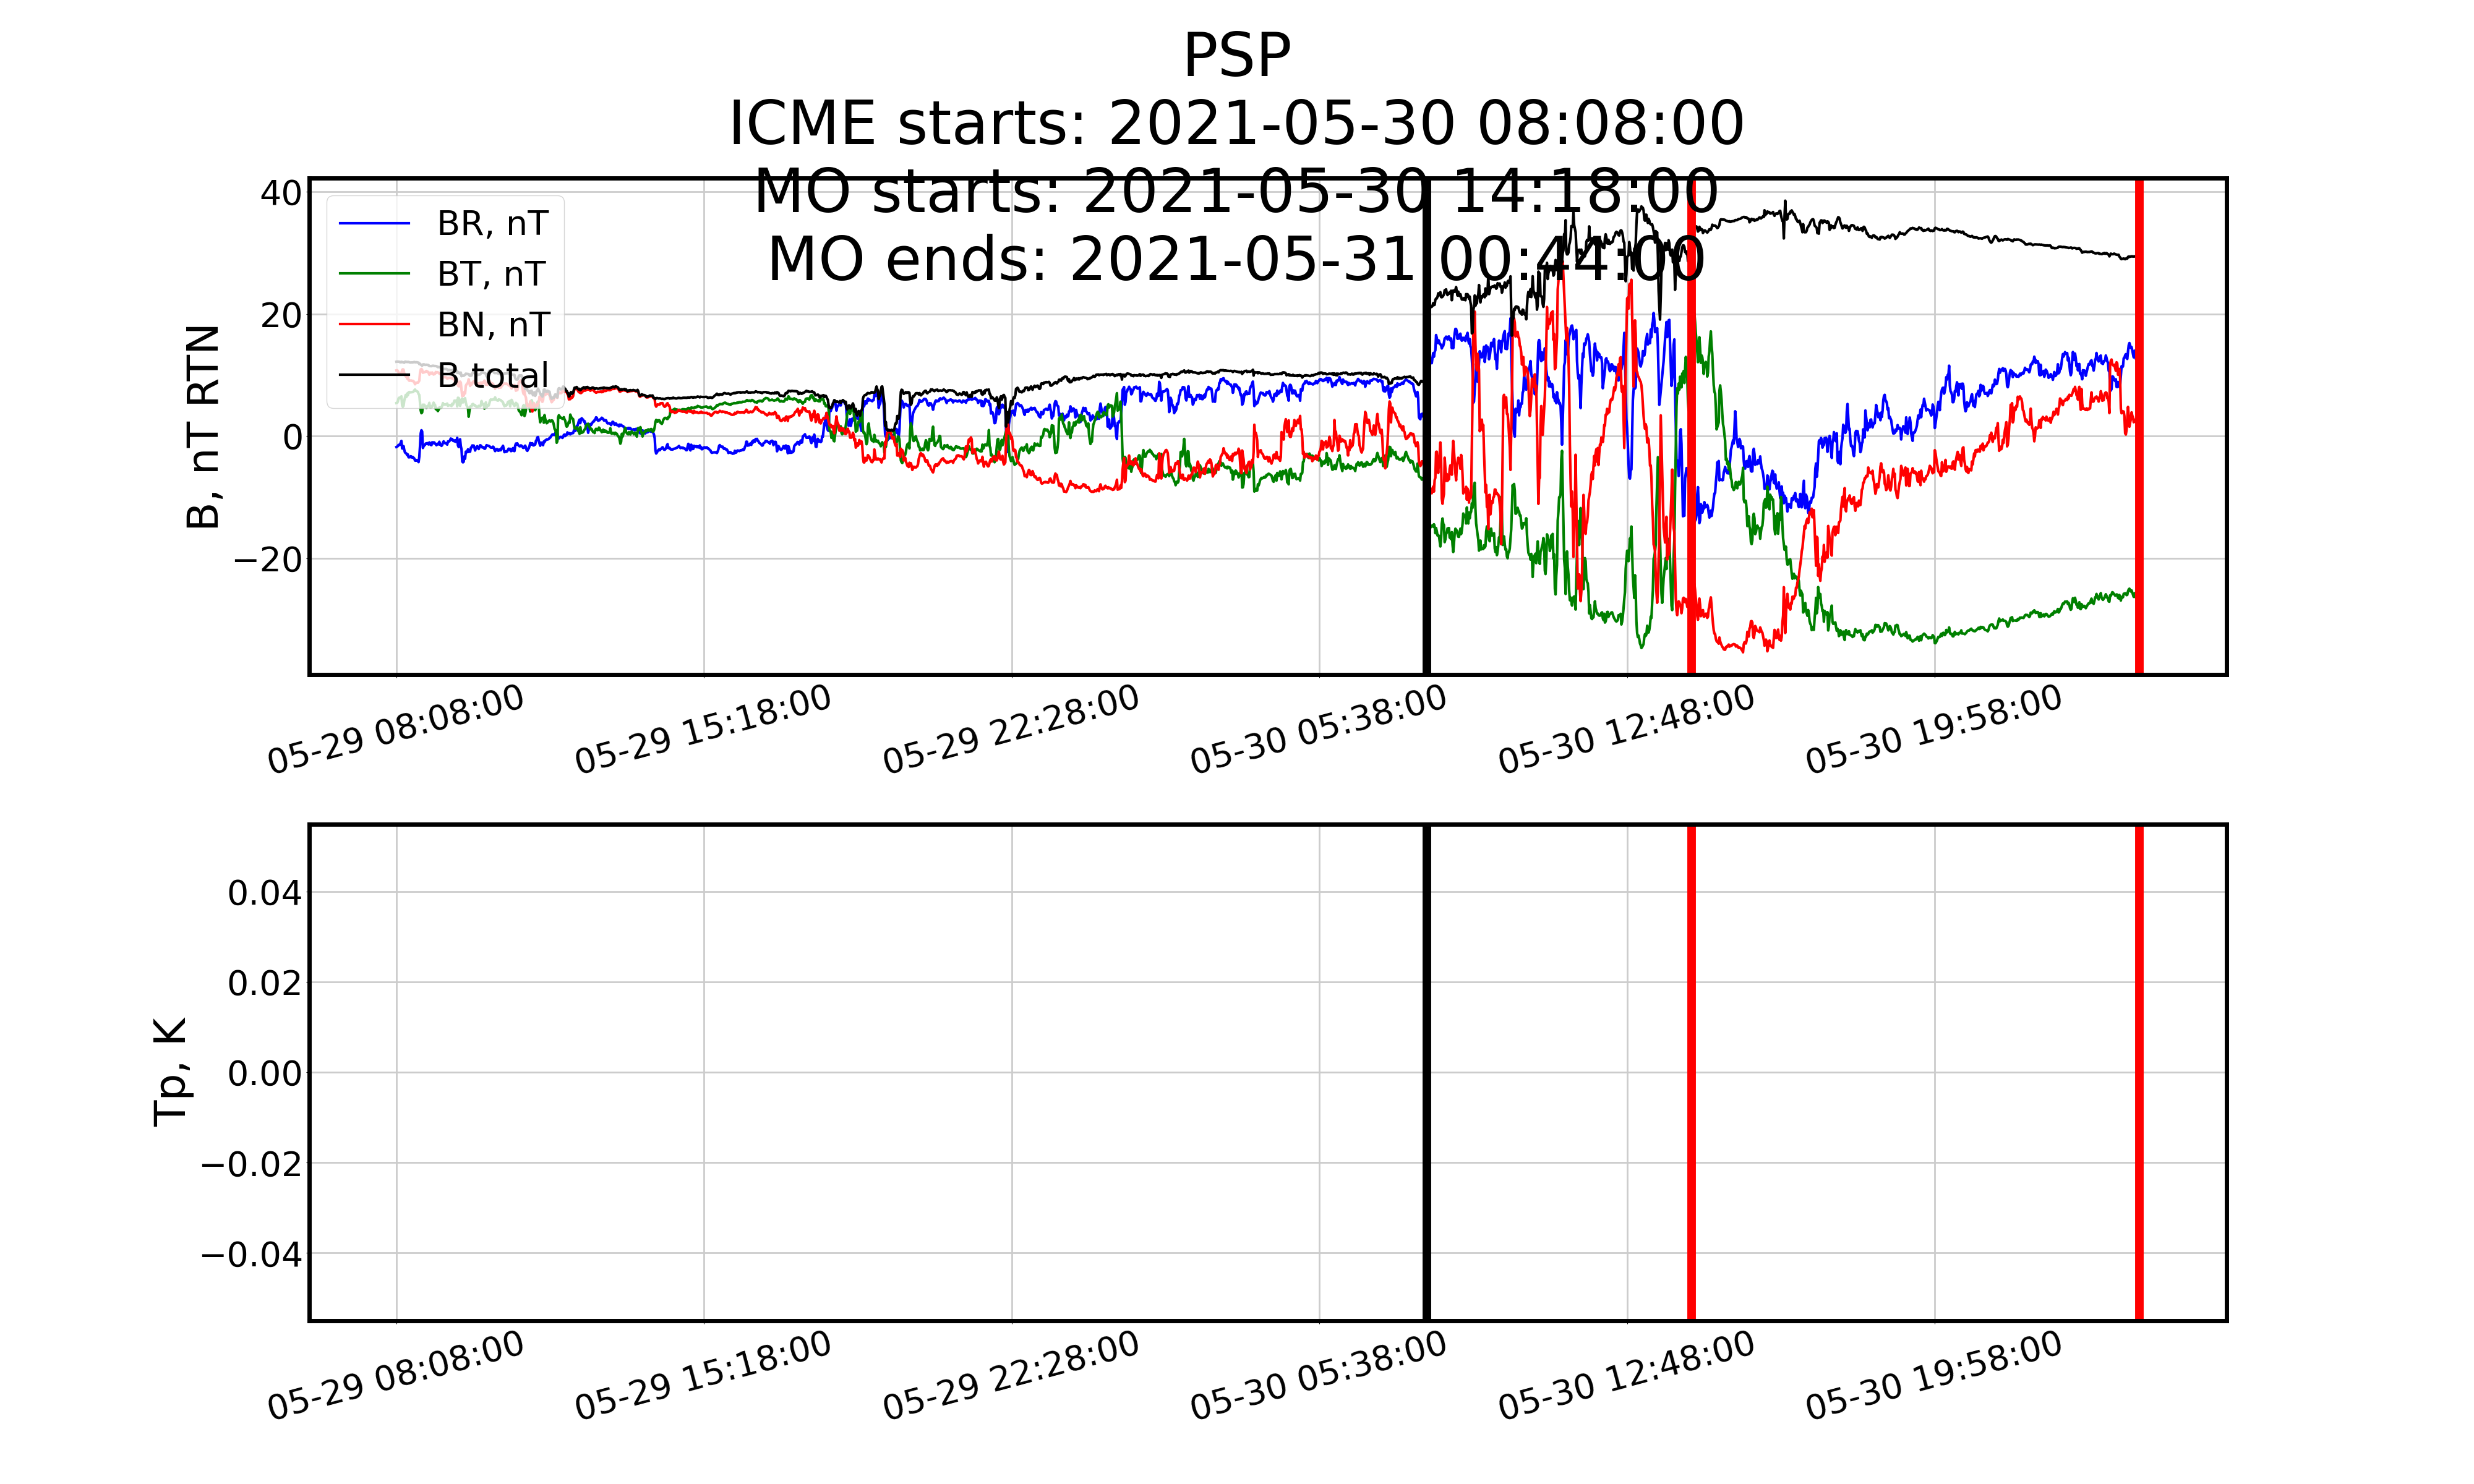 PSP
ICME starts: 2021-05-30 08:08:00
MO starts: 2021-05-30 14:18:00
MO ends: 2021-05-31 00:44:00
BR, nT
BT, nT
BN, nT
B total
B, nT RTN
40
20
0
−20
05-29 08:08:00
05-29 15:18:00
05-29 22:28:00
05-30 05:38:00
05-30 12:48:00
05-30 19:58:00
Tp, K
0.04
0.02
0.00
−0.02
−0.04
05-29 08:08:00
05-29 15:18:00
05-29 22:28:00
05-30 05:38:00
05-30 12:48:00
05-30 19:58:00